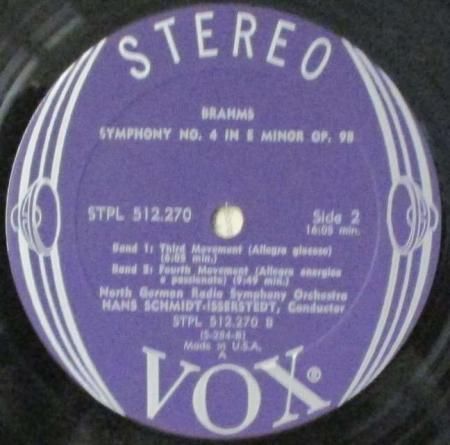 STEREO
BRAHMS
SYMPHONY NO. 4 IN E MINOR OP. 98
STPL 512.270
Side 2
16:05 min.
Band 1: Third Movement (Allegro giocoso)
(6:05 min.)
Band 2: Fourth Movement (Allegro energico
e passionato) (9:49 min.)
North German Radio Symphony Orchestra
HANS SCHMIDT-ISSERSTEDT, Conductor
STPL 512.270 B
(S-284-B)
Made in U.S.A.
A
VOX®